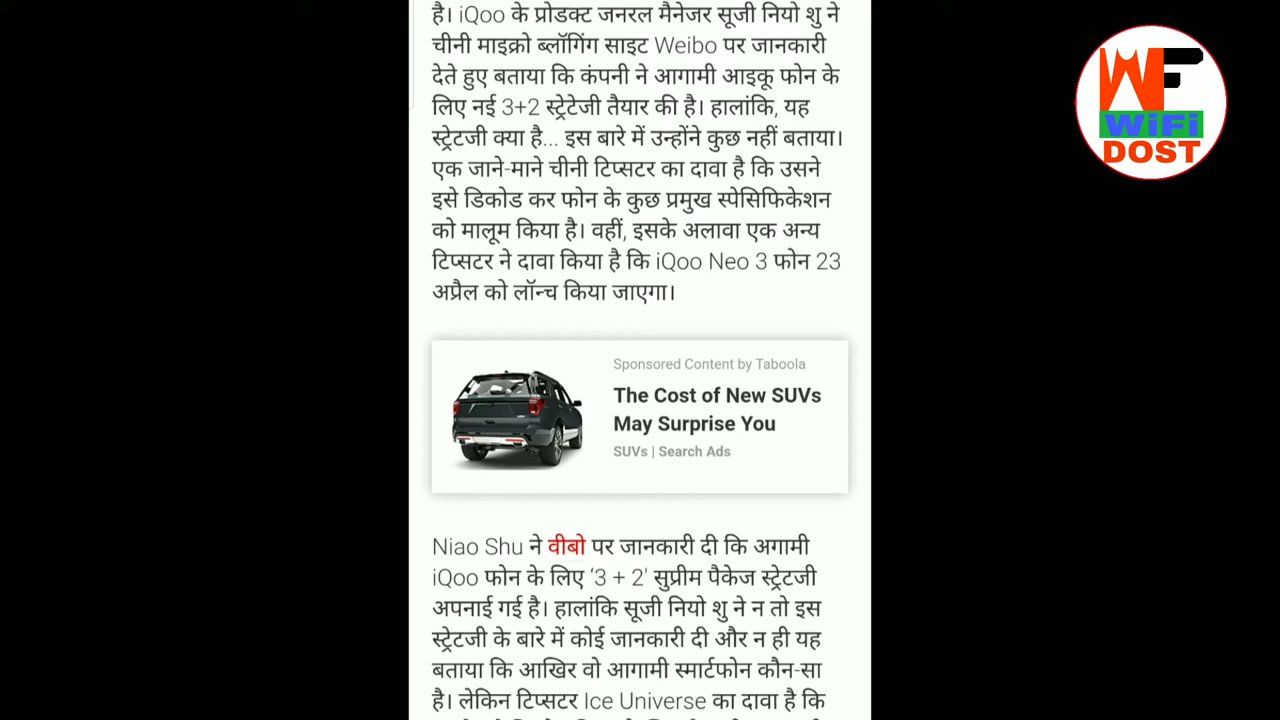 है। iQoo के प्रोडक्ट जनरल मैनेजर सूजी नियो शु ने
चीनी माइक्रो ब्लॉगिंग साइट Weibo पर जानकारी
देते हुए बताया कि कंपनी ने आगामी आइकू फोन के
लिए नई 3+2 स्ट्रेटेजी तैयार की है। हालांकि, यह
स्ट्रेटजी क्या है... इस बारे में उन्होंने कुछ नहीं बताया।
एक जाने-माने चीनी टिप्सटर का दावा है कि उसने
इसे डिकोड कर फोन के कुछ प्रमुख स्पेसिफिकेशन
को मालूम किया है। वहीं, इसके अलावा एक अन्य
टिप्सटर ने दावा किया है कि iQoo Neo 3 फोन 23
अप्रैल को लॉन्च किया जाएगा।
Sponsored Content by Taboola
The Cost of New SUVs
May Surprise You
SUVs | Search Ads
Niao Shu ने वीबो पर जानकारी दी कि अगामी
iQoo फोन के लिए ‘3 + 2' सुप्रीम पैकेज स्ट्रेटजी
अपनाई गई है। हालांकि सूजी नियो शु ने न तो इस
स्ट्रेटजी के बारे में कोई जानकारी दी और न ही यह
बताया कि आखिर वो आगामी स्मार्टफोन कौन-सा
है। लेकिन टिप्सटर Ice Universe का दावा है कि
WF
WiFi
DOST